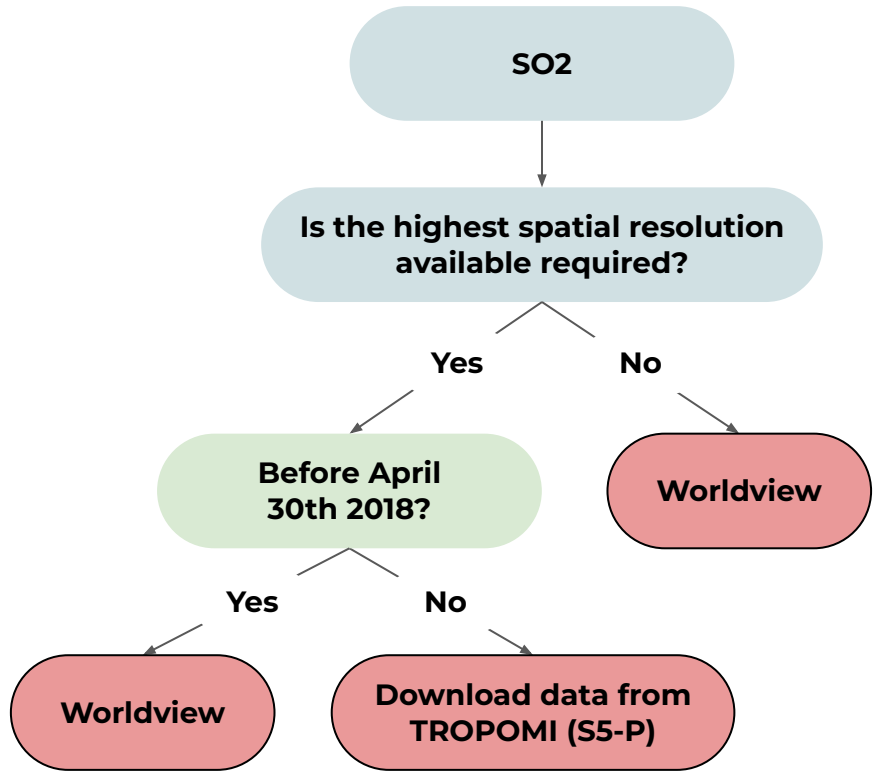 SO2
Is the highest spatial resolution
available required?
Yes
No
Before April
30th 2018?
Worldview
Yes
No
Worldview
Download data from
TROPOMI (S5-P)